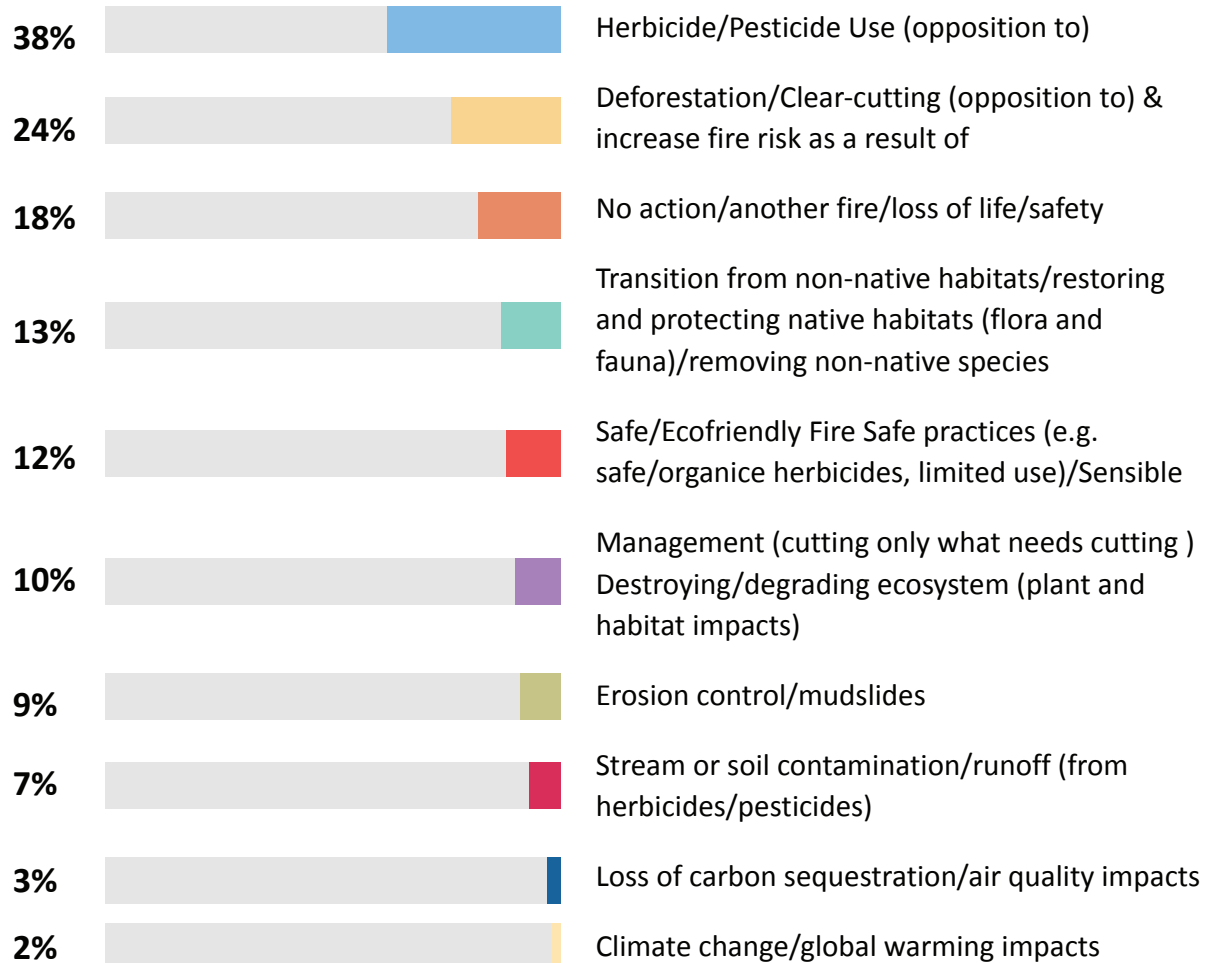 38%
Herbicide/Pesticide Use (opposition to)
24%
Deforestation/Clear-cutting (opposition to) &
increase fire risk as a result of
18%
No action/another fire/loss of life/safety
13%
Transition from non-native habitats/restoring
and protecting native habitats (flora and
fauna)/removing non-native species
12%
Safe/Ecofriendly Fire Safe practices (e.g.
safe/organice herbicides, limited use)/Sensible
10%
Management (cutting only what needs cutting )
Destroying/degrading ecosystem (plant and
habitat impacts)
9%
Erosion control/mudslides
7%
Stream or soil contamination/runoff (from
herbicides/pesticides)
3%
Loss of carbon sequestration/air quality impacts
2%
Climate change/global warming impacts